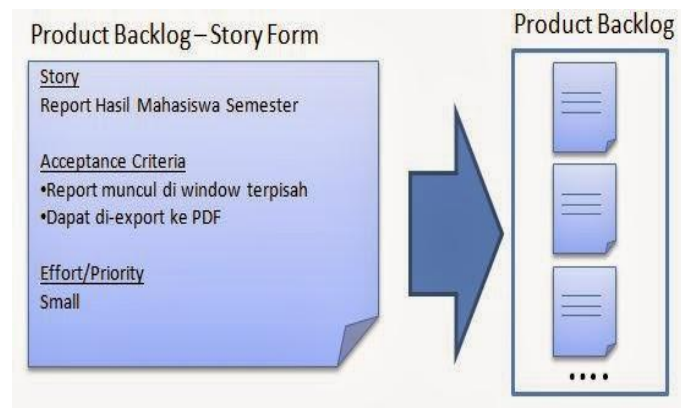 Product Backlog – Story Form
Story
Report Hasil Mahasiswa Semester
Acceptance Criteria
•Report muncul di window terpisah
•Dapat di-export ke PDF
Effort/Priority
Small
Product Backlog
....